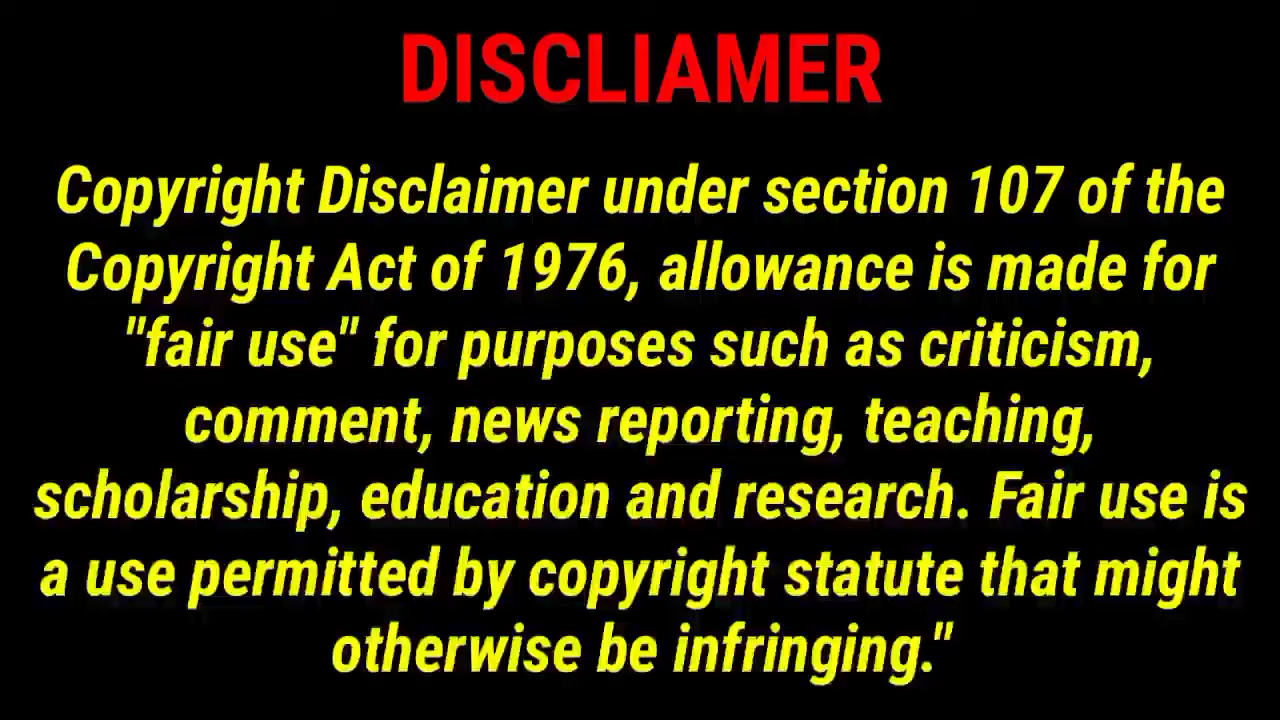 DISCLIAMER
Copyright Disclaimer under section 107 of the
Copyright Act of 1976, allowance is made for
"fair use" for purposes such as criticism,
comment, news reporting, teaching,
scholarship, education and research. Fair use is
a use permitted by copyright statute that might
otherwise be infringing."